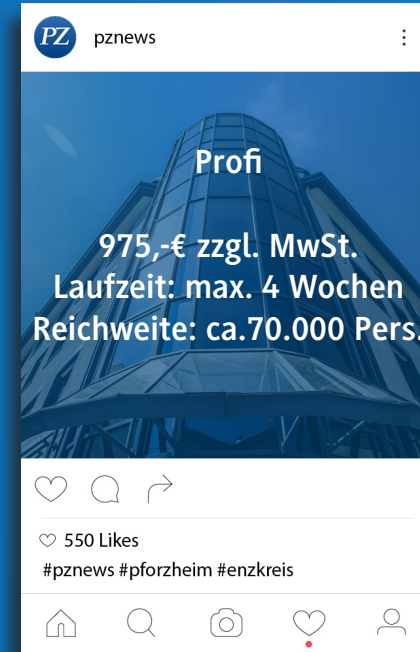 PZ pznews
Profi
975,-€ zzgl. MwSt.
Laufzeit: max. 4 Wochen
Reichweite: ca.70.000 Pers.
550 Likes
#pznews #pforzheim #enzkreis